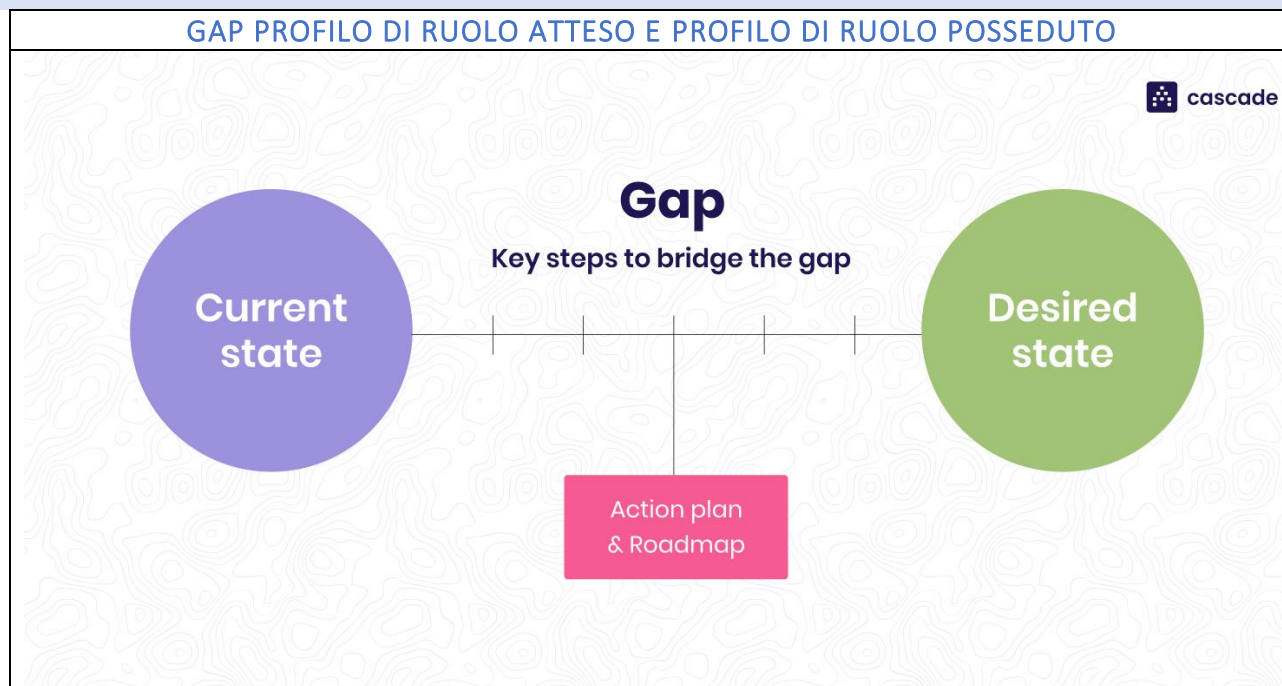 GAP PROFILO DI RUOLO ATTESO E PROFILO DI RUOLO POSSEDUTO
cascade
Gap
Key steps to bridge the gap
Current
state
Desired
state
Action plan
& Roadmap